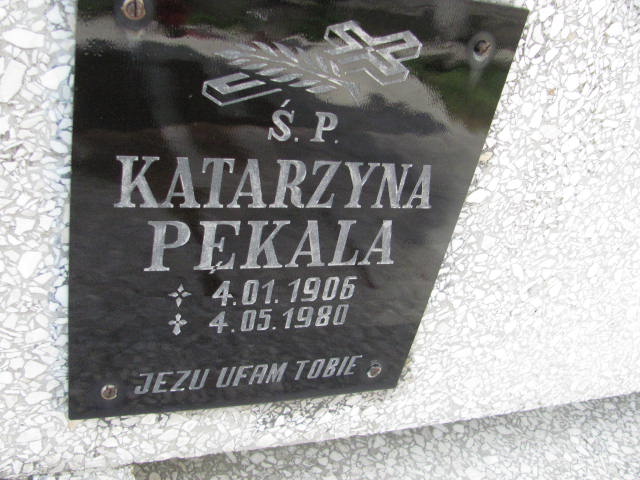 Ś.P.
KATARZYNA
PĘKALA
4.01.1906
4.05.1980
JEZU UFAM TOBIE